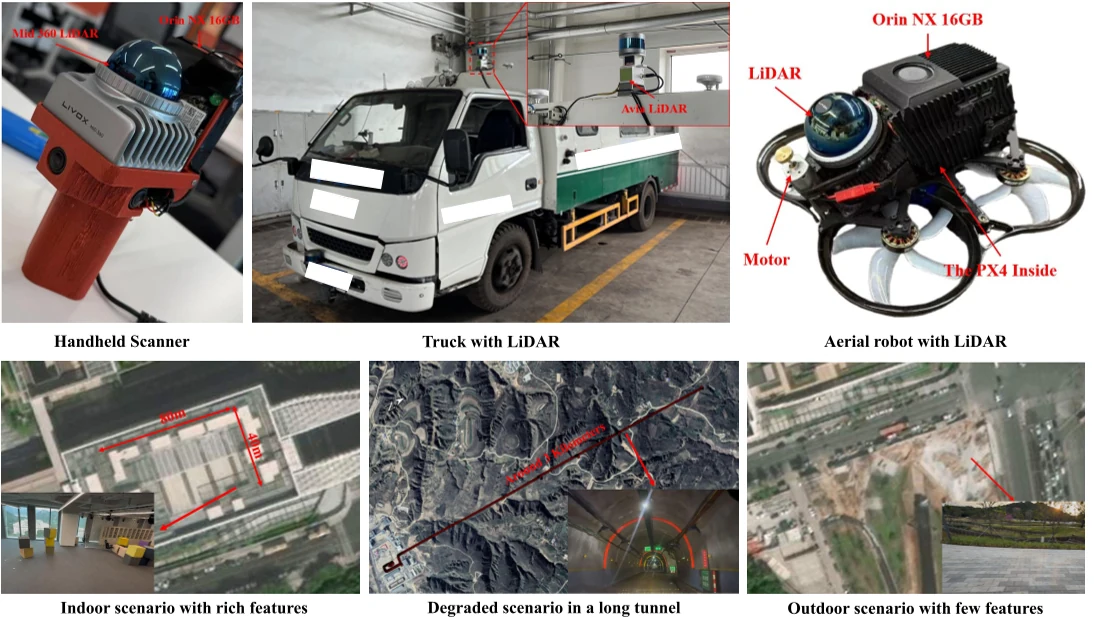 Orin NX 16GB
Mid 360 LiDAR
LIVOX
Avia LiDAR
Orin NX 16GB
LiDAR
Motor
The PX4 Inside
Handheld Scanner
Truck with LiDAR
Aerial robot with LiDAR
80m
40m
Indoor scenario with rich features
Degraded scenario in a long tunnel
Outdoor scenario with few features